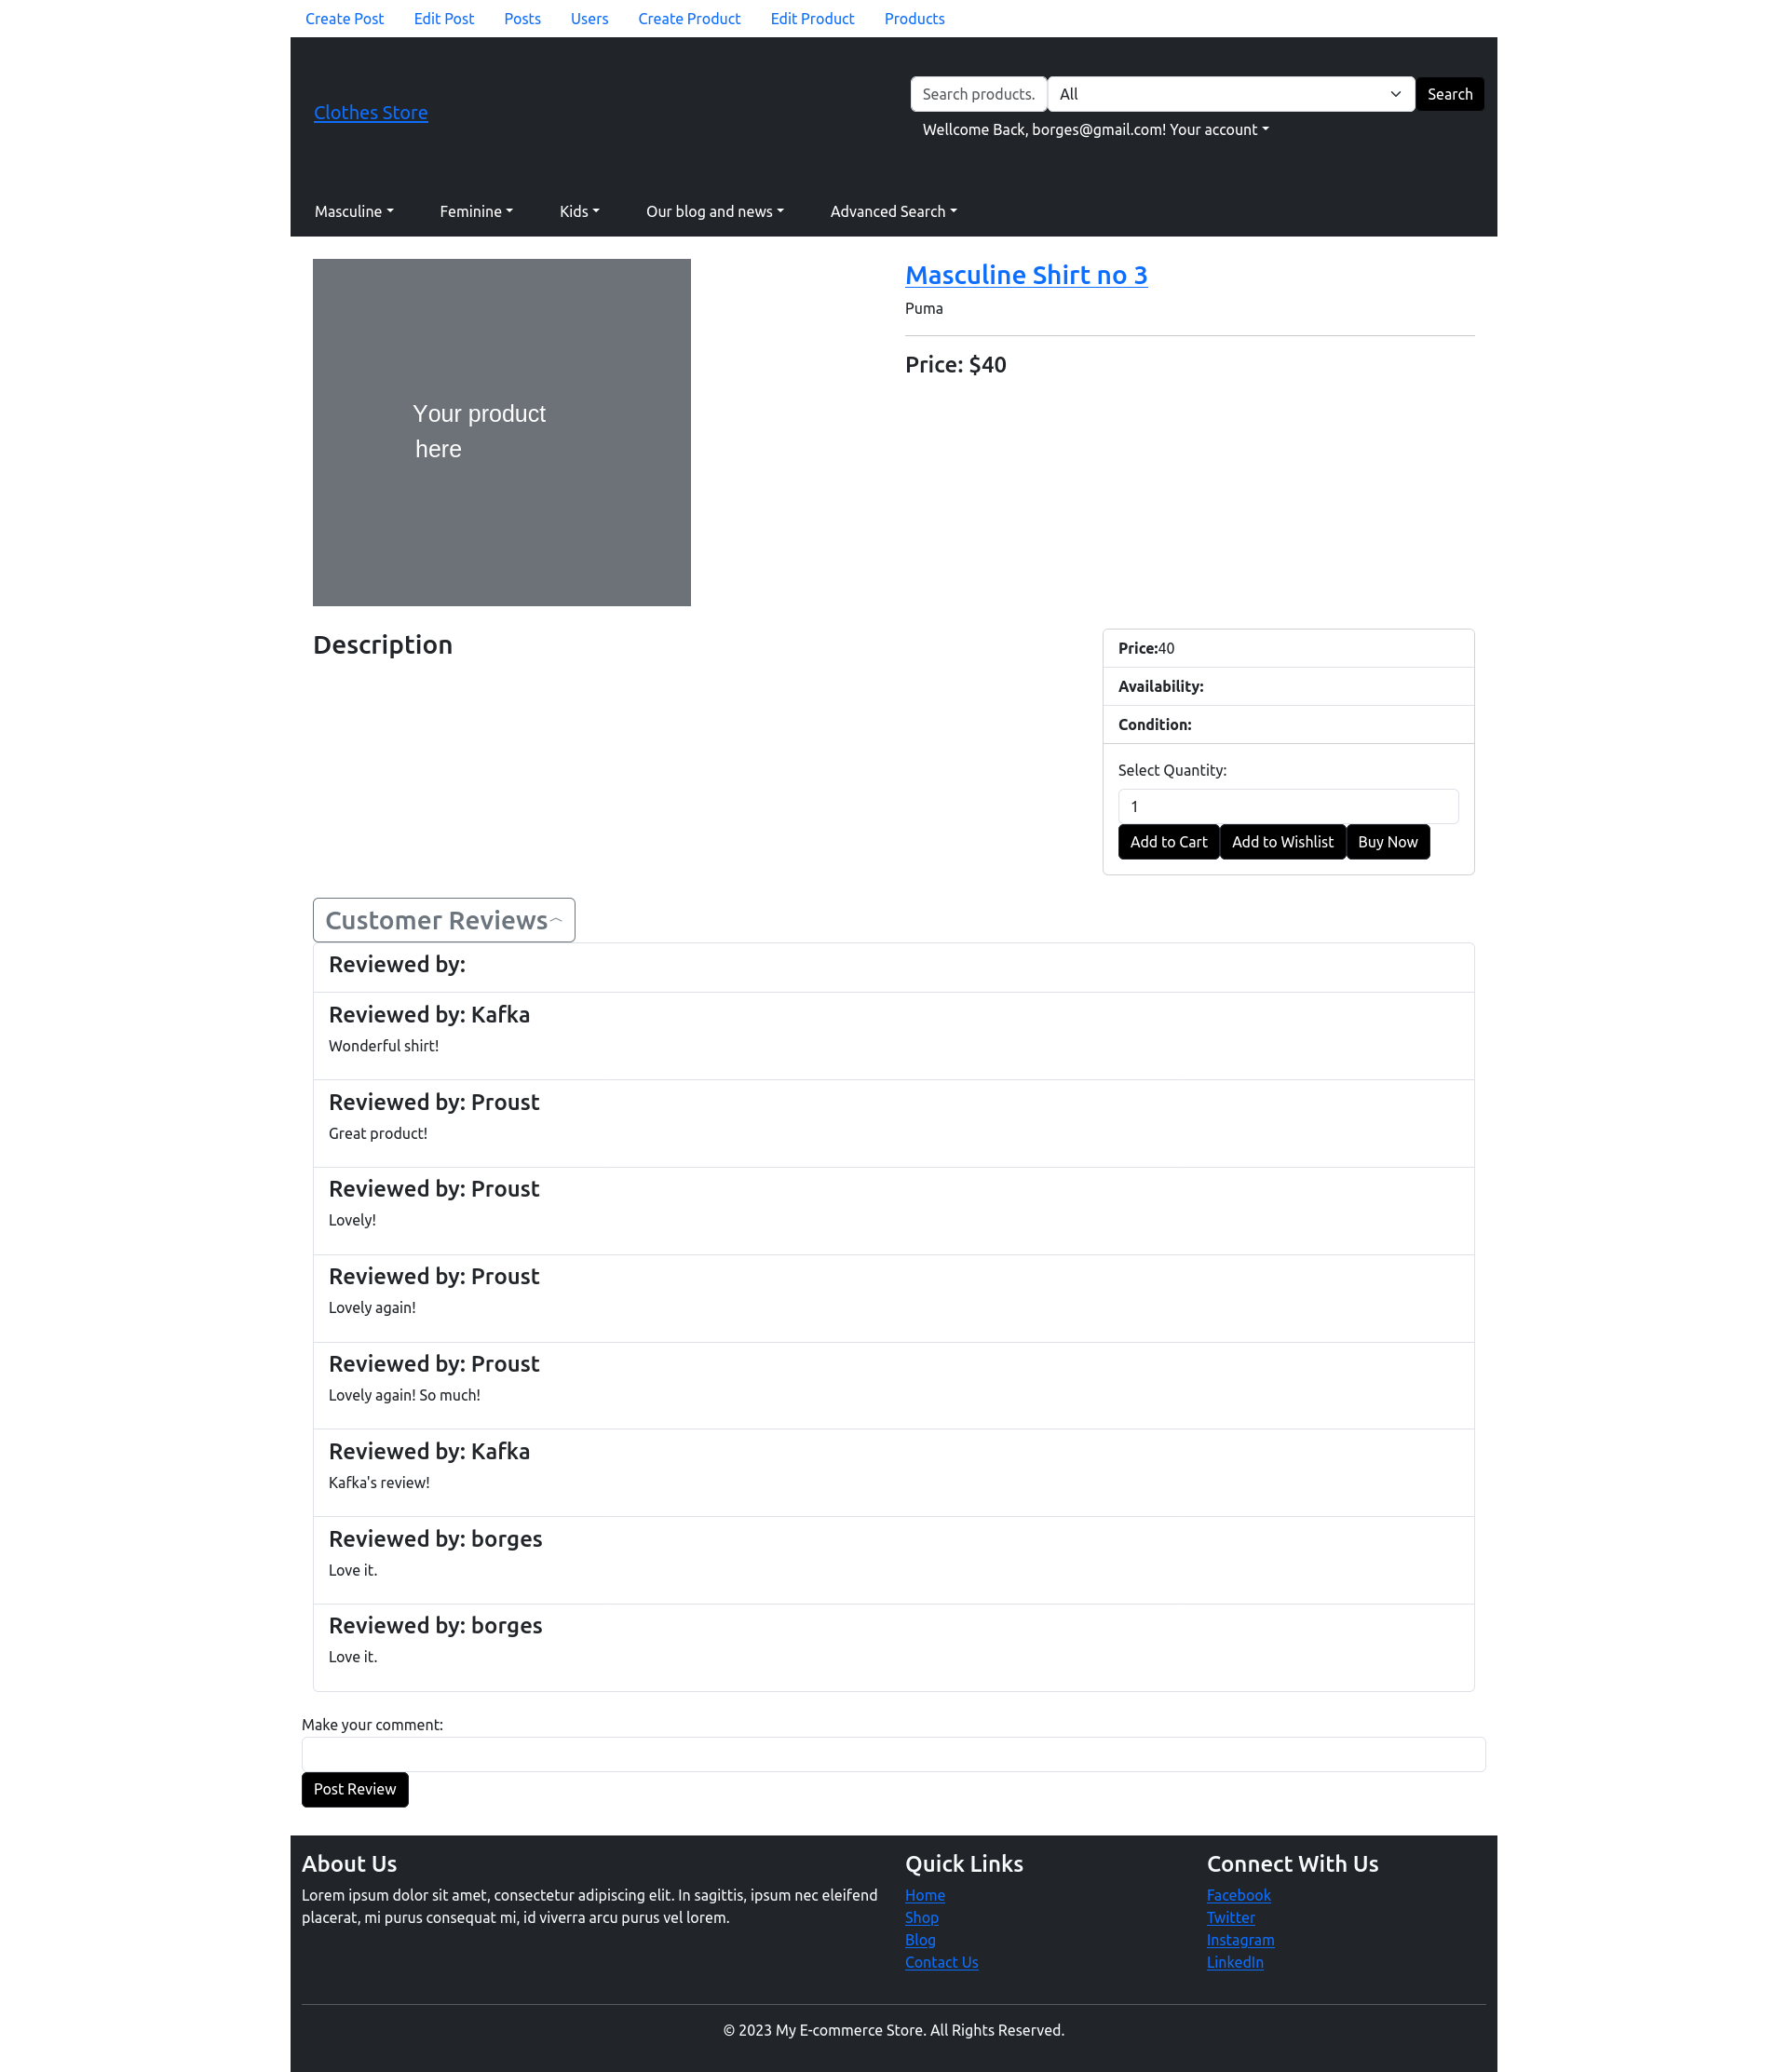 Create Post Edit Post Posts Users Create Product Edit Product Products
Clothes Store
Search products. All Search
Wellcome Back, borges@gmail.com! Your account
Masculine Feminine Kids Our blog and news Advanced Search
Your product
here
Masculine Shirt no 3
Puma
Price: $40
Description
Price:40
Availability:
Condition:
Select Quantity:
1
Add to Cart Add to Wishlist Buy Now
Customer Reviews
Reviewed by:
Reviewed by: Kafka
Wonderful shirt!
Reviewed by: Proust
Great product!
Reviewed by: Proust
Lovely!
Reviewed by: Proust
Lovely again!
Reviewed by: Proust
Lovely again! So much!
Reviewed by: Kafka
Kafka's review!
Reviewed by: borges
Love it.
Reviewed by: borges
Love it.
Make your comment:
Post Review
About Us
Lorem ipsum dolor sit amet, consectetur adipiscing elit. In sagittis, ipsum nec eleifend
placerat, mi purus consequat mi, id viverra arcu purus vel lorem.
Quick Links
Home
Shop
Blog
Contact Us
Connect With Us
Facebook
Twitter
Instagram
LinkedIn
© 2023 My E-commerce Store. All Rights Reserved.